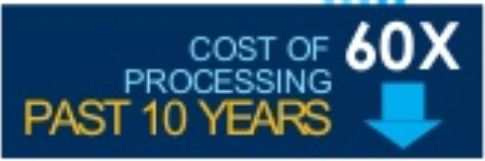 COST OF 60X
PROCESSING
PAST 10 YEARS